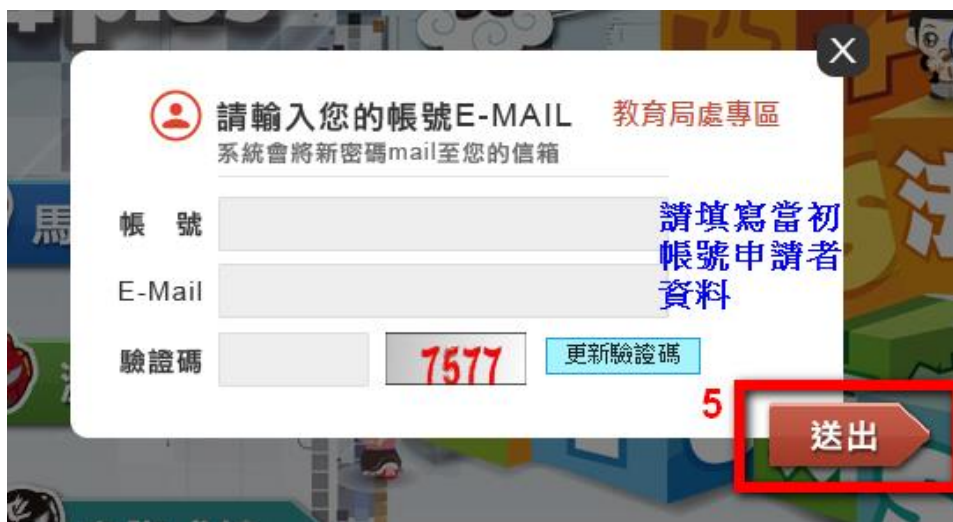 4 plus
X
請輸入您的帳號E-MAIL 教育局處專區
系統會將新密碼mail至您的信箱
帳 號
請填寫當初
帳號申請者
資料
E-Mail
驗證碼 7577 更新驗證碼
5
送出
馬